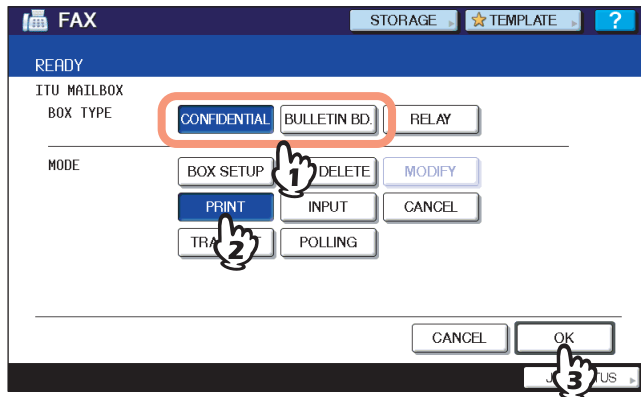 FAX STORAGE TEMPLATE ?
READY
ITU MAILBOX
BOX TYPE CONFIDENTIAL BULLETIN BD. RELAY
MODE BOX SETUP DELETE MODIFY
PRINT INPUT CANCEL
POLLING
CANCEL OK
1
2
3